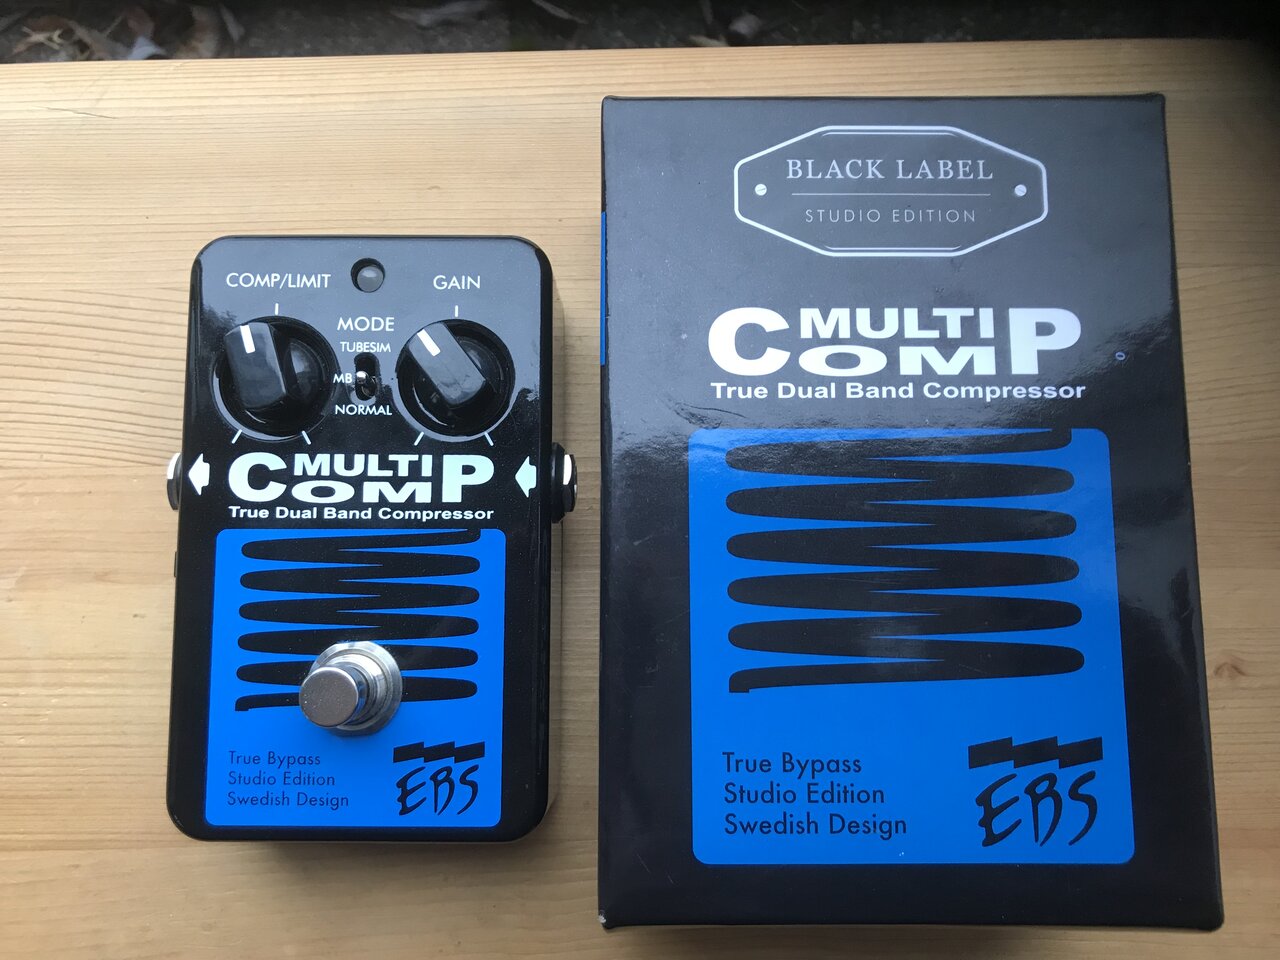 COMP/LIMIT
GAIN
MODE
TUBESIM
MB
NORMAL
MULTI COMP
True Dual Band Compressor
True Bypass
Studio Edition
Swedish Design
EBS
BLACK LABEL
STUDIO EDITION
MULTI COMP
True Dual Band Compressor
True Bypass
Studio Edition
Swedish Design
EBS